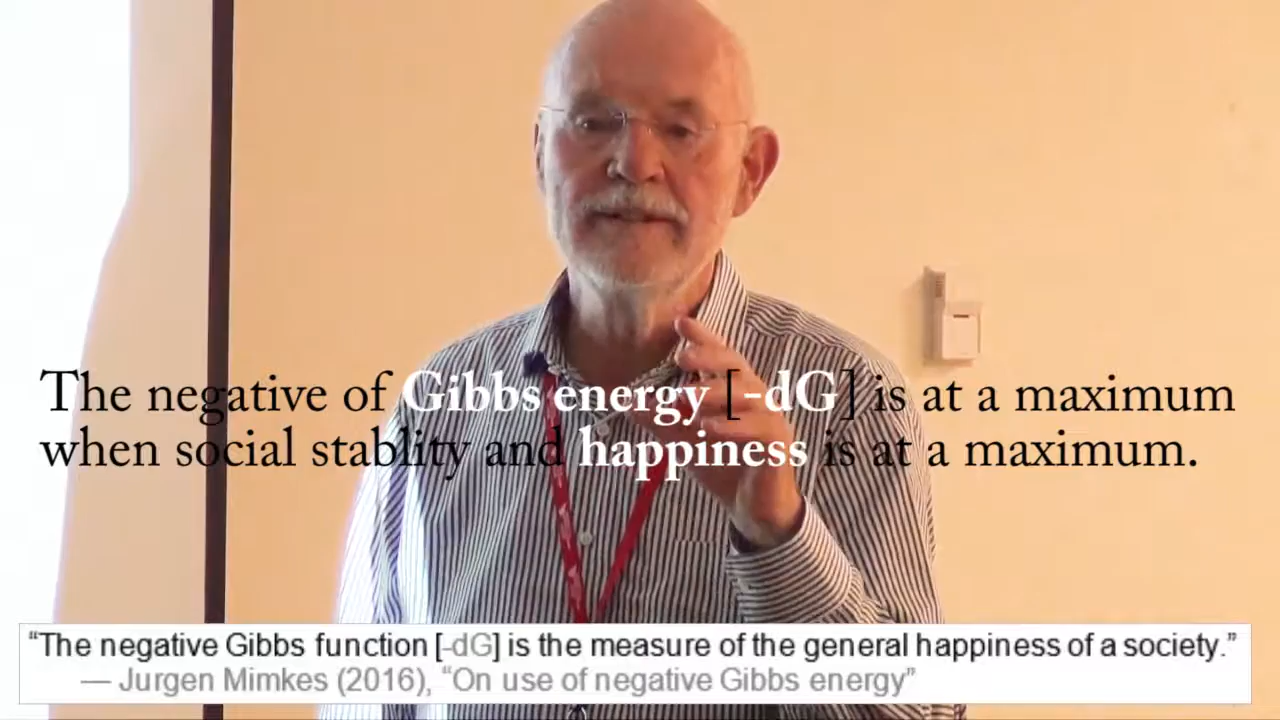 The negative of Gibbs energy [-dG] is at a maximum
when social stablity and happiness is at a maximum.
“The negative Gibbs function [-dG] is the measure of the general happiness of a society.”
— Jurgen Mimkes (2016), “On use of negative Gibbs energy”